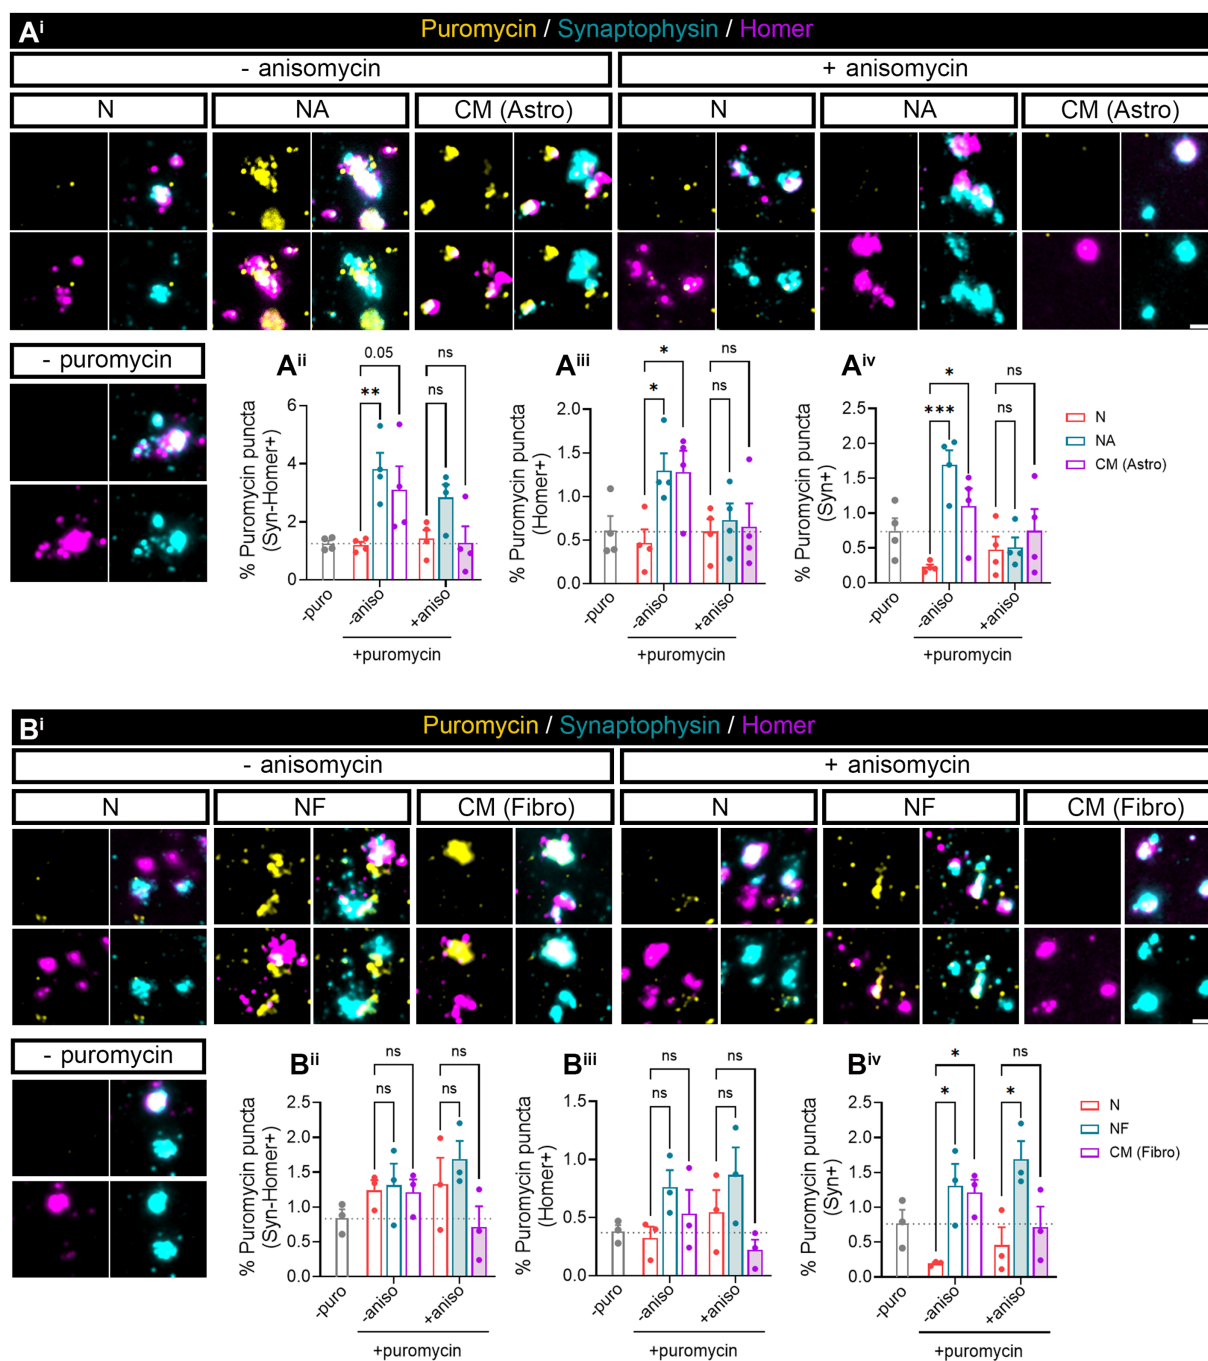 Aⁱ
Puromycin / Synaptophysin / Homer
- anisomycin
+ anisomycin
N
NA
CM (Astro)
N
NA
CM (Astro)
- puromycin
Aⁱⁱ
% Puromycin puncta
(Syn-Homer+)
6
4
2
0
**
0.05
ns
ns
-puro
-aniso
+aniso
+puromycin
Aⁱⁱⁱ
% Puromycin puncta
(Homer+)
2.0
1.5
1.0
0.5
0.0
*
*
ns
ns
-puro
-aniso
+aniso
+puromycin
Aⁱᵛ
% Puromycin puncta
(Syn+)
2.5
2.0
1.5
1.0
0.5
0.0
***
*
ns
ns
-puro
-aniso
+aniso
+puromycin
N
NA
CM (Astro)
Bⁱ
Puromycin / Synaptophysin / Homer
- anisomycin
+ anisomycin
N
NF
CM (Fibro)
N
NF
CM (Fibro)
- puromycin
Bⁱⁱ
% Puromycin puncta
(Syn-Homer+)
2.5
2.0
1.5
1.0
0.5
0.0
ns
ns
ns
ns
-puro
-aniso
+aniso
+puromycin
Bⁱⁱⁱ
% Puromycin puncta
(Homer+)
1.5
1.0
0.5
0.0
ns
ns
ns
ns
-puro
-aniso
+aniso
+puromycin
Bⁱᵛ
% Puromycin puncta
(Syn+)
2.5
2.0
1.5
1.0
0.5
0.0
*
*
ns
*
-puro
-aniso
+aniso
+puromycin
N
NF
CM (Fibro)